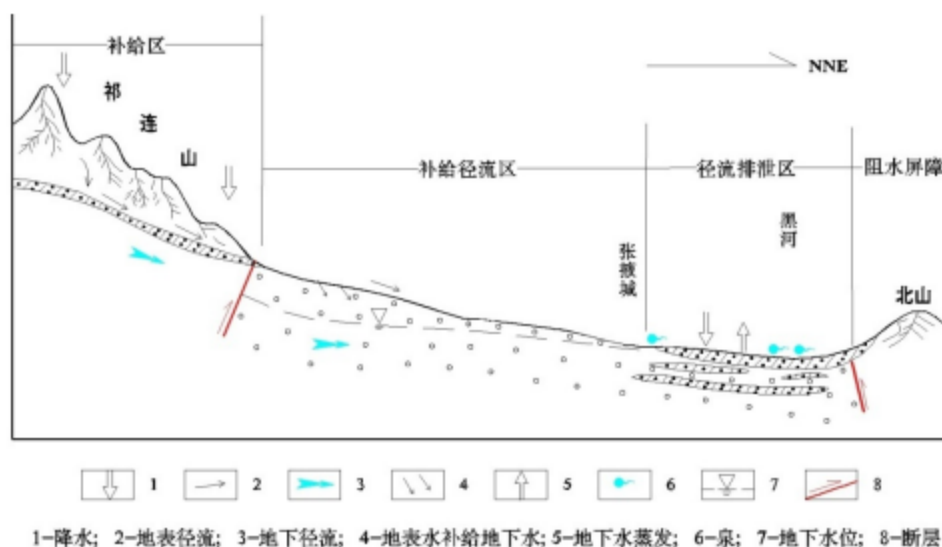 补给区
NNE
祁连山
补给径流区
径流排泄区
阻水屏障
张掖城
黑河
北山
1 2 3 4 5 6 7 8
1-降水; 2-地表径流; 3-地下径流; 4-地表水补给地下水; 5-地下水蒸发; 6-泉; 7-地下水位; 8-断层